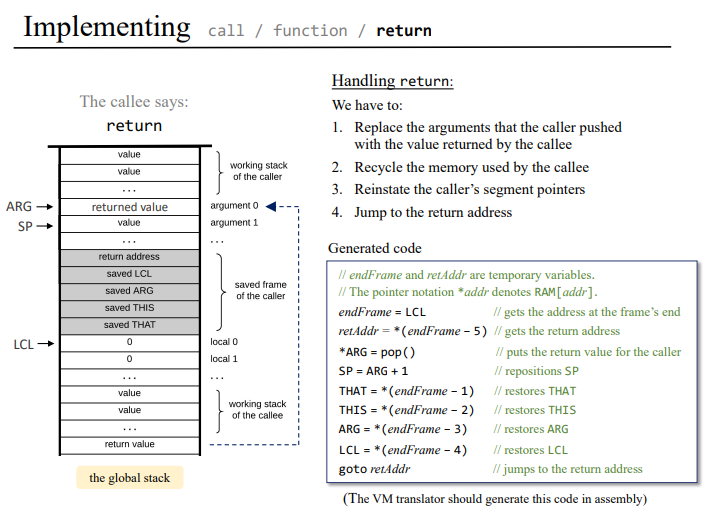 Implementing call / function / return
The callee says:
return
value
value
...
working stack
of the caller
ARG
returned value
argument 0
SP
value
argument 1
...
...
return address
saved LCL
saved ARG
saved THIS
saved THAT
saved frame
of the caller
LCL
0
local 0
0
local 1
...
...
value
value
...
working stack
of the callee
return value
the global stack
Handling return:
We have to:
1. Replace the arguments that the caller pushed
with the value returned by the callee
2. Recycle the memory used by the callee
3. Reinstate the caller’s segment pointers
4. Jump to the return address
Generated code
// endFrame and retAddr are temporary variables.
// The pointer notation *addr denotes RAM[addr].
endFrame = LCL // gets the address at the frame’s end
retAddr = *(endFrame – 5) // gets the return address
*ARG = pop() // puts the return value for the caller
SP = ARG + 1 // repositions SP
THAT = *(endFrame – 1) // restores THAT
THIS = *(endFrame – 2) // restores THIS
ARG = *(endFrame – 3) // restores ARG
LCL = *(endFrame – 4) // restores LCL
goto retAddr // jumps to the return address
(The VM translator should generate this code in assembly)